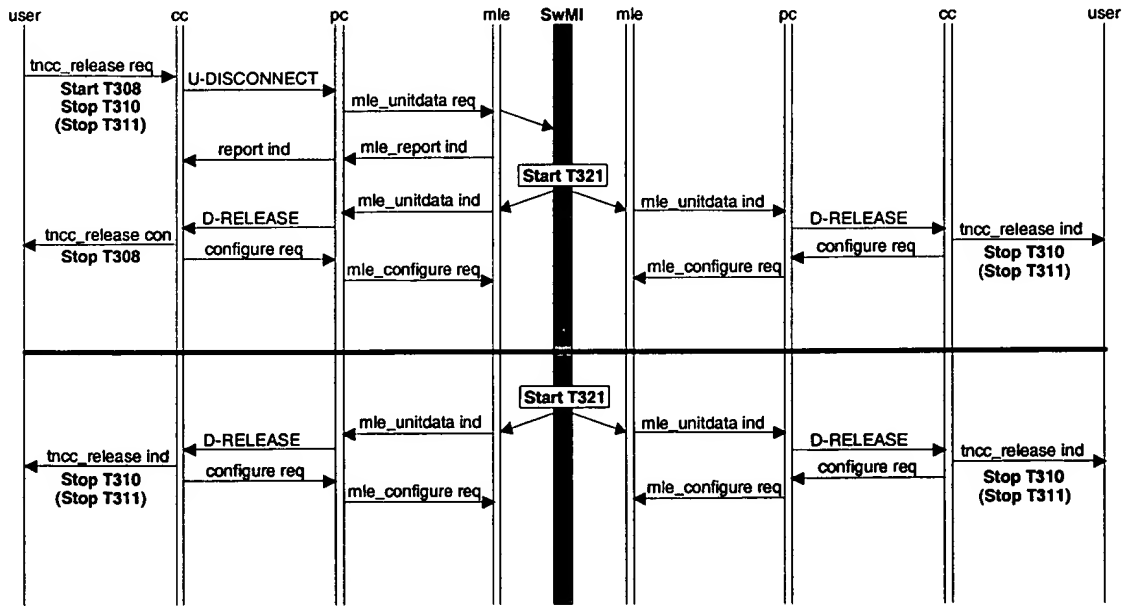 user cc pc mle SwMI mle pc cc user
tncc_release req
Start T308
Stop T310
(Stop T311)
U-DISCONNECT
mle_unitdata req
report ind
mle_report ind
Start T321
mle_unitdata ind
mle_unitdata ind
D-RELEASE
D-RELEASE
tncc_release con
Stop T308
configure req
configure req
tncc_release ind
Stop T310
(Stop T311)
mle_configure req
mle_configure req
Start T321
mle_unitdata ind
mle_unitdata ind
D-RELEASE
D-RELEASE
tncc_release ind
Stop T310
(Stop T311)
configure req
configure req
tncc_release ind
Stop T310
(Stop T311)
mle_configure req
mle_configure req